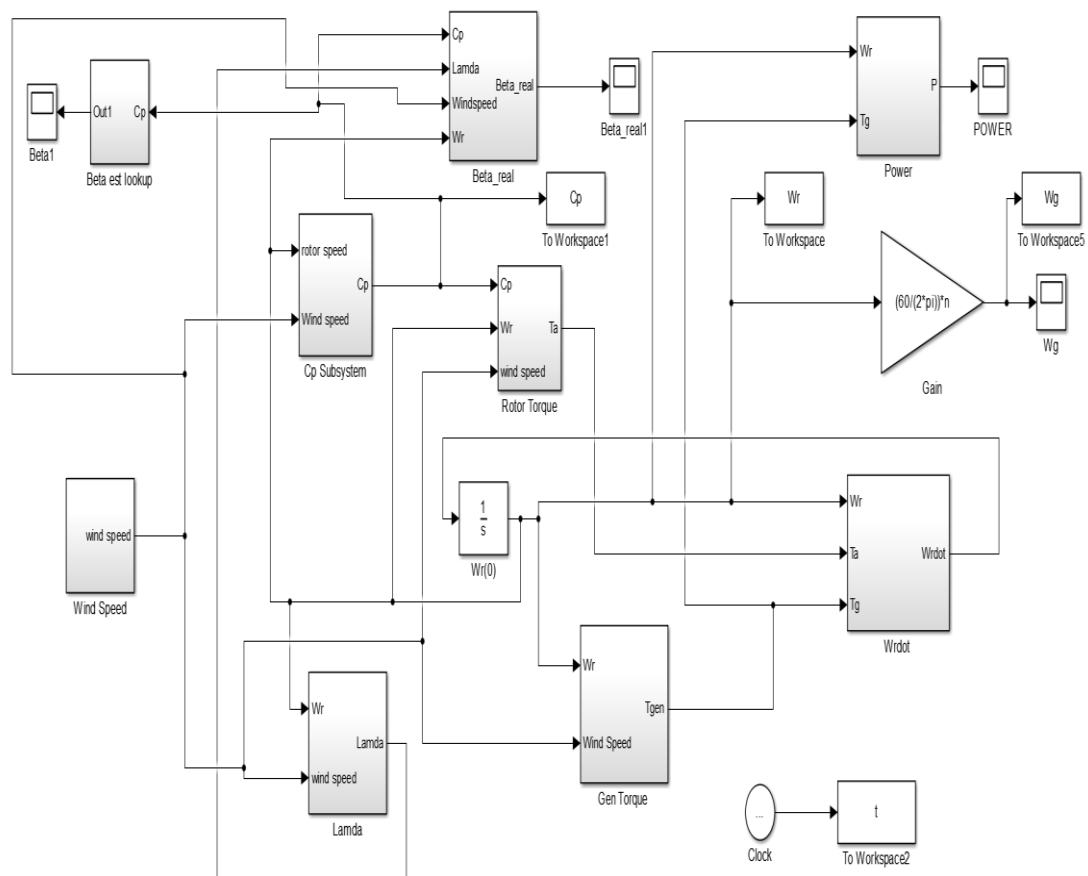 Cp
Lamda
Windspeed
Wr
Beta_real
Beta_real
Beta_real1
Out1
Cp
Beta1
Beta est lookup
Wr
Tg
P
Power
POWER
Cp
To Workspace1
Wr
To Workspace
Wg
To Workspace5
rotor speed
Wind speed
Cp
Cp Subsystem
Cp
Wr
wind speed
Ta
Rotor Torque
(60/(2*pi))*n
Gain
Wg
wind speed
Wind Speed
1
s
Wr(0)
Wr
Ta
Tg
Wrdot
Wrdot
Wr
wind speed
Lamda
Lamda
Wr
Wind Speed
Tgen
Gen Torque
...
Clock
t
To Workspace2